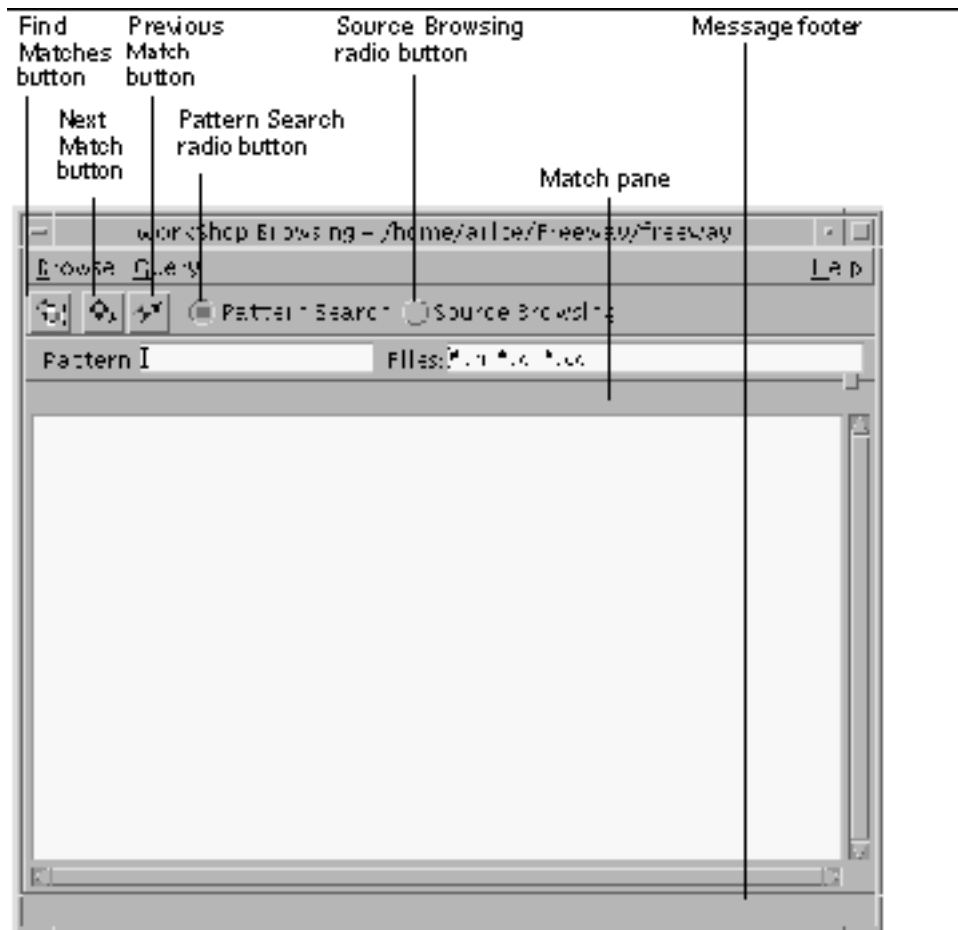 Find
Matches
button
Previous
Match
button
Source Browsing
radio button
Message footer
Next
Match
button
Pattern Search
radio button
Match pane
WorkShop Browsing – /home/alice/Freeway/freeway
Browse Query Help
Pattern Search Source Browsing
Pattern Files: